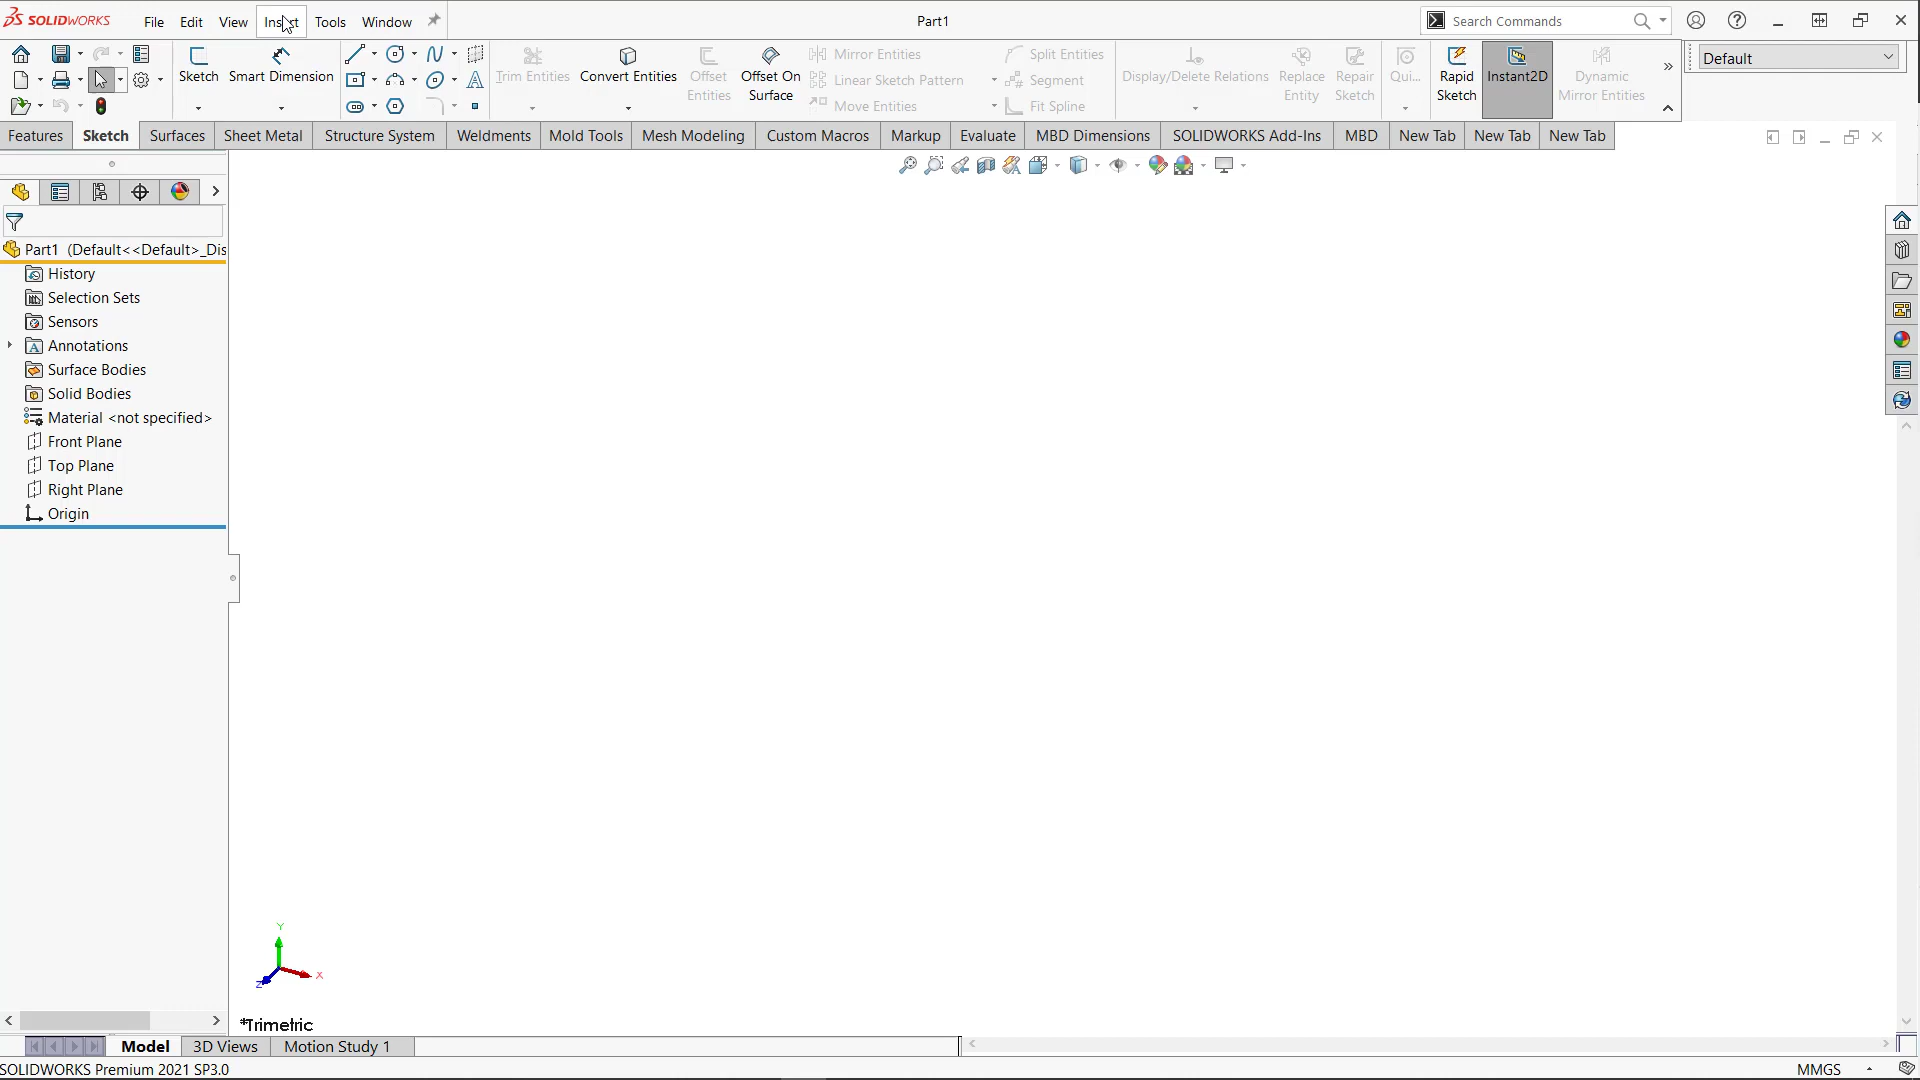 SOLIDWORKS File Edit View Insert Tools Window Part1 Search Commands
Sketch Smart Dimension Trim Entities Convert Entities Offset Entities Offset On Surface Mirror Entities Linear Sketch Pattern Move Entities Split Entities Segment Fit Spline Display/Delete Relations Replace Entity Repair Sketch Qui... Rapid Sketch Instant2D Dynamic Mirror Entities Default
Features Sketch Surfaces Sheet Metal Structure System Weldments Mold Tools Mesh Modeling Custom Macros Markup Evaluate MBD Dimensions SOLIDWORKS Add-Ins MBD New Tab New Tab New Tab
Part1 (Default<<Default>_Dis
History
Selection Sets
Sensors
Annotations
Surface Bodies
Solid Bodies
Material <not specified>
Front Plane
Top Plane
Right Plane
Origin
Y
X
Z
*Trimetric
Model 3D Views Motion Study 1
SOLIDWORKS Premium 2021 SP3.0 MMGS